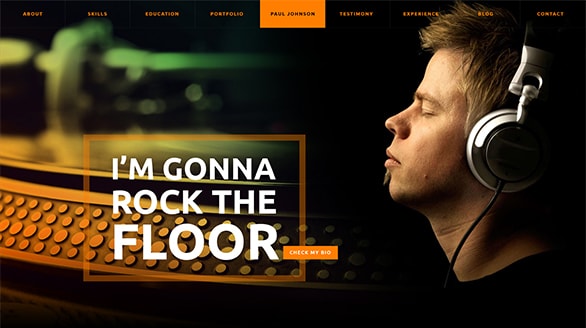 ABOUT SKILLS EDUCATION PORTFOLIO PAUL JOHNSON TESTIMONY EXPERIENCE BLOG CONTACT
I'M GONNA
ROCK THE
FLOOR
CHECK MY BIO